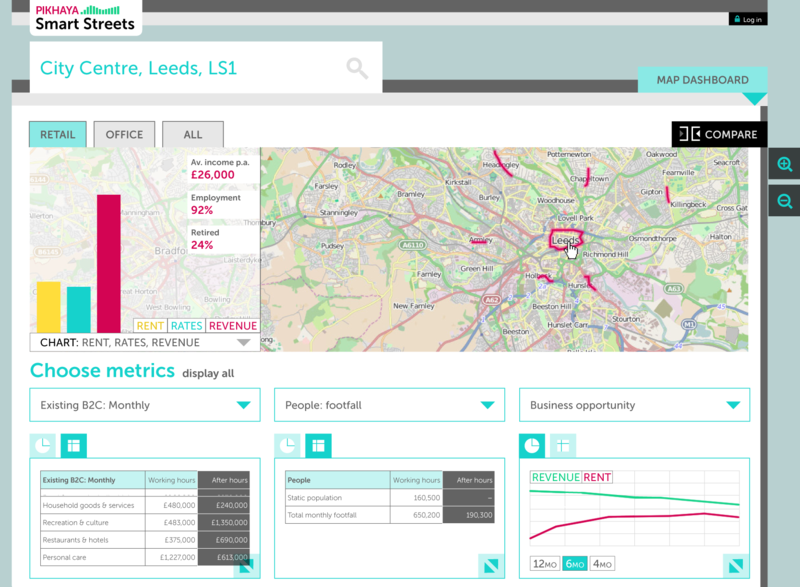 PIKHAYA
Smart Streets
Log in
City Centre, Leeds, LS1
MAP DASHBOARD
RETAIL
OFFICE
ALL
COMPARE
Av. income p.a.
£26,000
Employment
92%
Retired
24%
RENT RATES REVENUE
CHART: RENT, RATES, REVENUE
Manningham
Bradfo
Great Horton
West Bowling
Laisterdyke
Thornbury
Rodley
Farsley
Stanningley
Pudsey
Bramley
Kirkstall
Headingley
Burley
Potternewton
Chapeltown
Woodhouse
Lovell Park
Oakwood
Fearnville
Gipton
Killingbeck
Seacroft
Cross Gat
Armley
A6110
Leeds
Osmondthorpe
Halton
Richmond Hill
Green Hill
Farnley
New Farnley
A62
Holbeck
Hunslet
Beeston Hill
Hunslet Carr
Beeston
Stourton
A63
M1
Choose metrics display all
Existing B2C: Monthly
People: footfall
Business opportunity
Existing B2C: Monthly Working hours After hours
Household goods & services £480,000 £240,000
Recreation & culture £483,000 £1,350,000
Restaurants & hotels £375,000 £690,000
Personal care £1,227,000 £613,000
People Working hours After hours
Static population 160,500 –
Total monthly footfall 650,200 190,300
REVENUE RENT
12MO 6MO 4MO